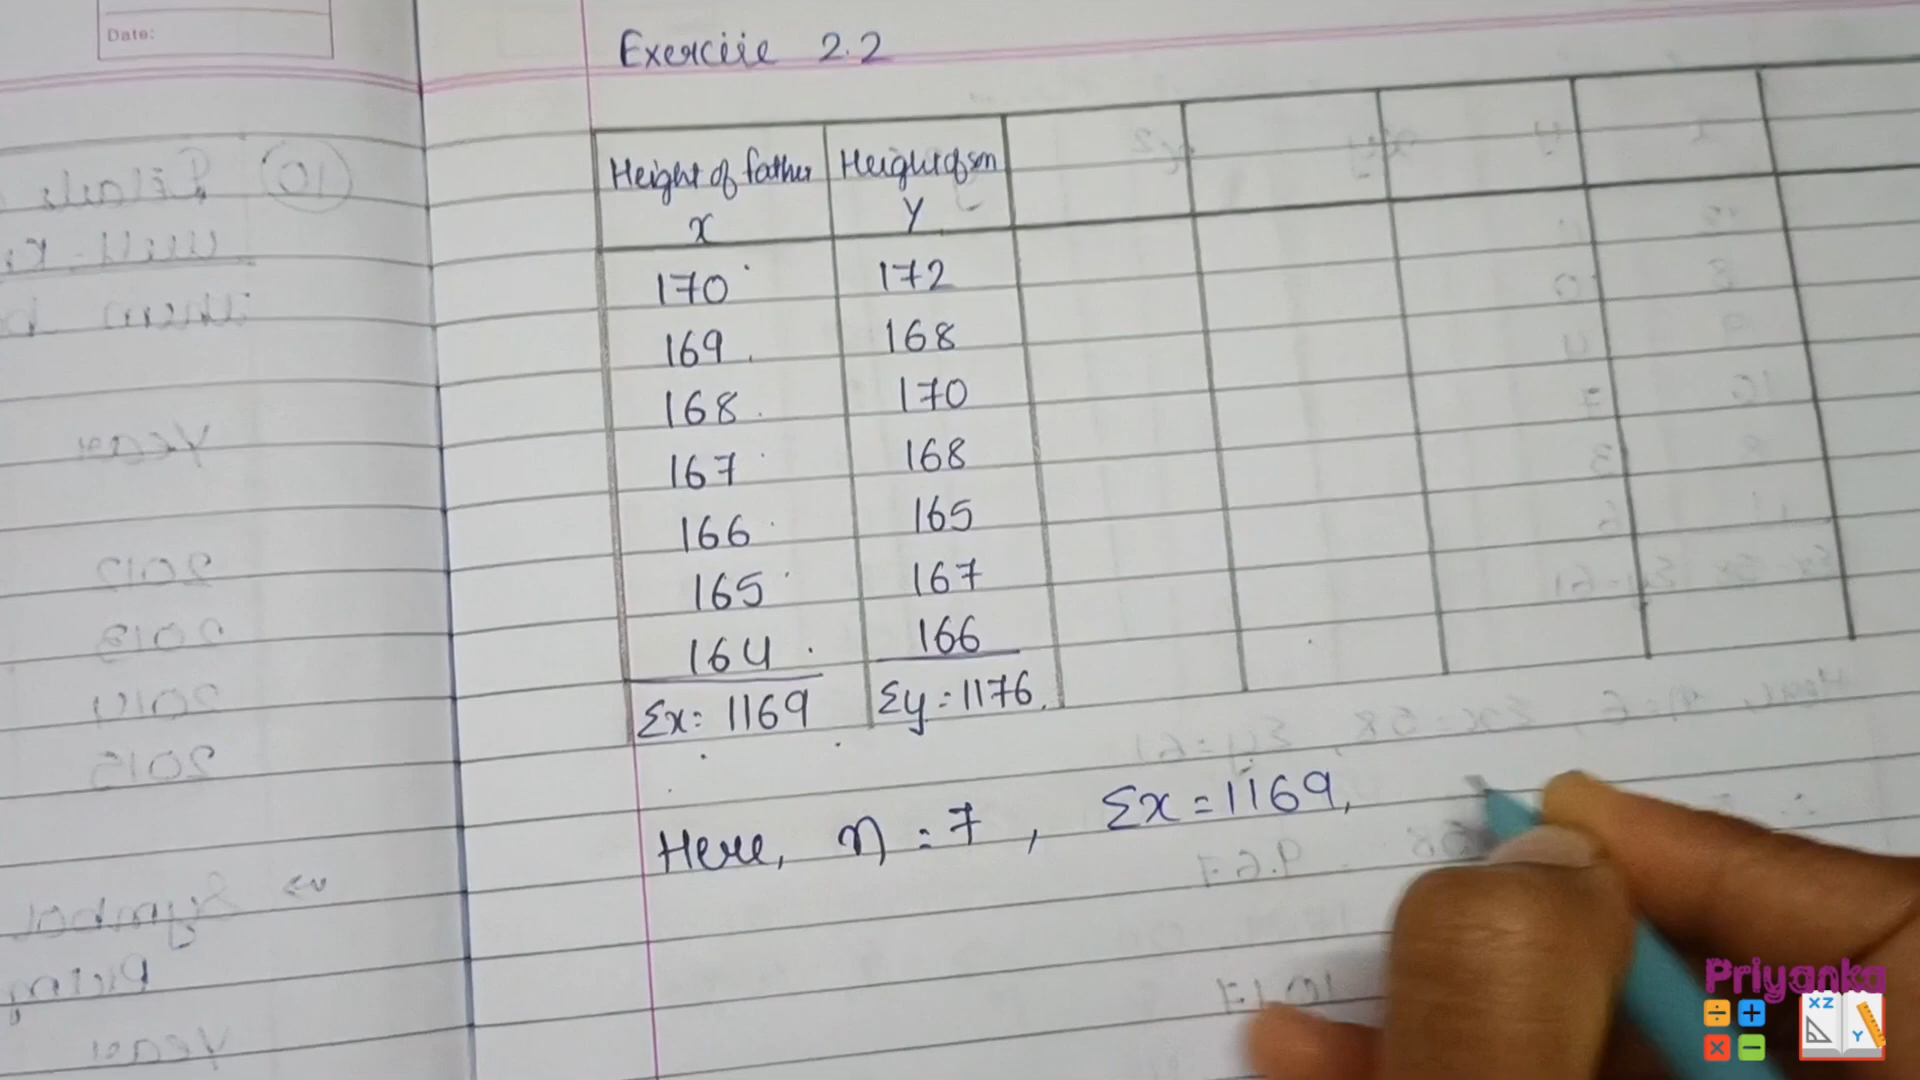 Date:
Exercise 2.2
Height of father Height of son
x y
170 172
169 168
168 170
167 168
166 165
165 167
164 166
Σx = 1169 Σy = 1176
Here, n = 7, Σx = 1169,
Priyanka
XZ
Y